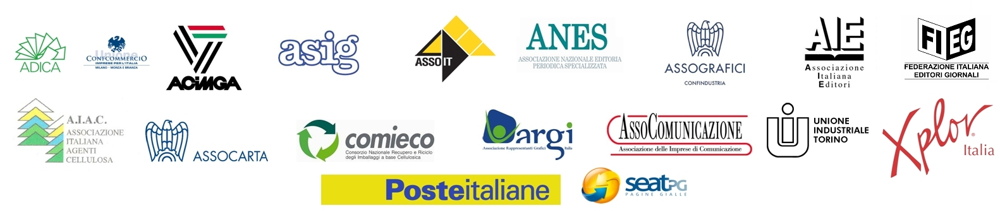 ADICA
Unione
CONFCOMMERCIO
IMPRESE PER L'ITALIA
MILANO - MONZA E BRIANZA
ACIMGA
asig
ASSOIT
ANES
ASSOCIAZIONE NAZIONALE EDITORIA
PERIODICA SPECIALIZZATA
ASSOGRAFICI
CONFINDUSTRIA
AIE
Associazione
Italiana
Editori
FIEG
FEDERAZIONE ITALIANA
EDITORI GIORNALI
A.I.A.C.
ASSOCIAZIONE
ITALIANA
AGENTI
CELLULOSA
ASSOCARTA
comieco
Consorzio Nazionale Recupero e Riciclo
degli Imballaggi a base Cellulosica
argi
Associazione Rappresentanti Grafici Italia
ASSOCOMUNICAZIONE
Associazione delle Imprese di Comunicazione
UNIONE
INDUSTRIALE
TORINO
Xplor®
Italia
Posteitaliane
seatPG
PAGINE GIALLE